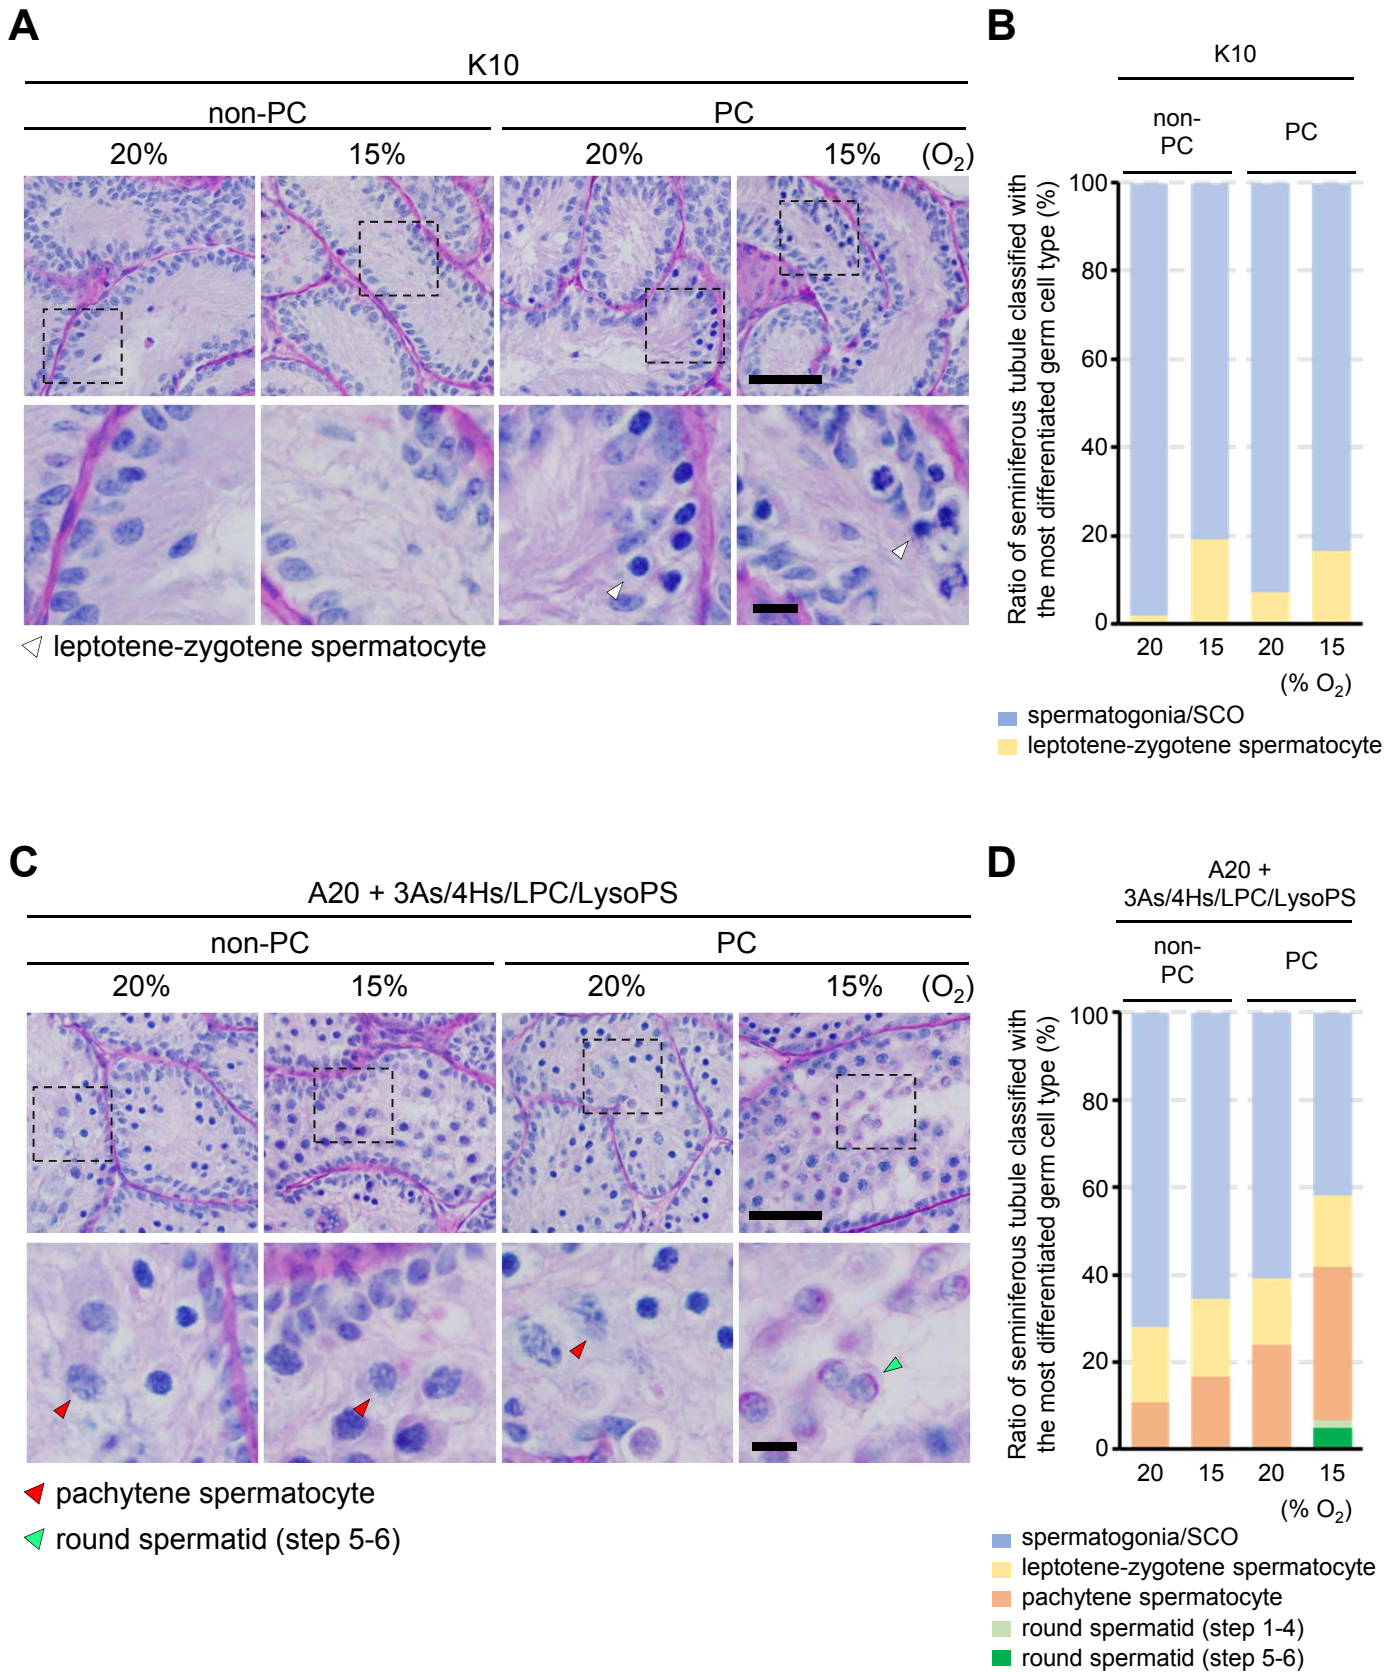 A
K10
non-PC
PC
20%
15%
20%
15%
(O2)
leptotene-zygotene spermatocyte
B
K10
non-
PC
PC
Ratio of seminiferous tubule classified with
the most differentiated germ cell type (%)
100
80
60
40
20
0
20
15
20
15
(% O2)
spermatogonia/SCO
leptotene-zygotene spermatocyte
C
A20 + 3As/4Hs/LPC/LysoPS
non-PC
PC
20%
15%
20%
15%
(O2)
pachytene spermatocyte
round spermatid (step 5-6)
D
A20 +
3As/4Hs/LPC/LysoPS
non-
PC
PC
Ratio of seminiferous tubule classified with
the most differentiated germ cell type (%)
100
80
60
40
20
0
20
15
20
15
(% O2)
spermatogonia/SCO
leptotene-zygotene spermatocyte
pachytene spermatocyte
round spermatid (step 1-4)
round spermatid (step 5-6)